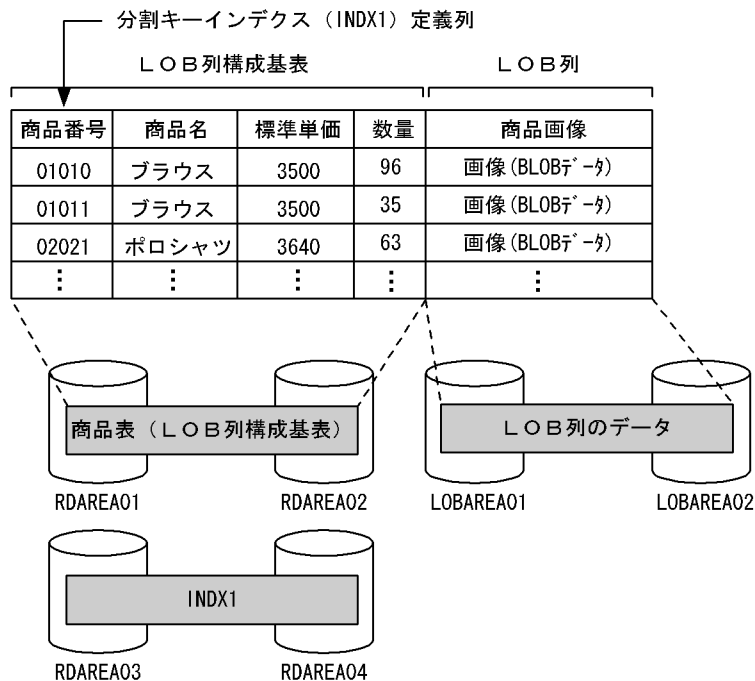 分割キーインデクス（INDX1）定義列
ＬＯＢ列構成基表 ＬＯＢ列
商品番号 商品名 標準単価 数量 商品画像
01010 ブラウス 3500 96 画像(BLOBﾃﾞｰﾀ)
01011 ブラウス 3500 35 画像(BLOBﾃﾞｰﾀ)
02021 ポロシャツ 3640 63 画像(BLOBﾃﾞｰﾀ)
⋮ ⋮ ⋮ ⋮ ⋮
商品表（ＬＯＢ列構成基表） ＬＯＢ列のデータ
RDAREA01 RDAREA02 LOBAREA01 LOBAREA02
INDX1
RDAREA03 RDAREA04